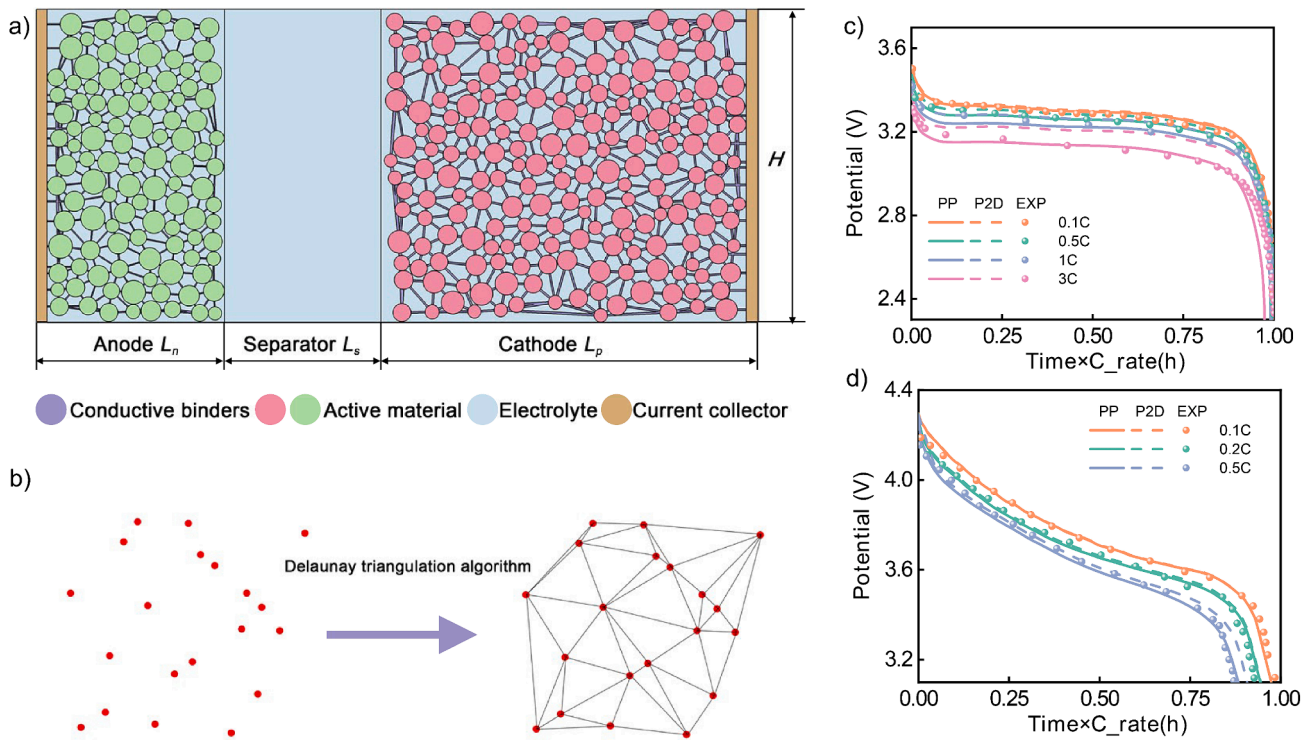 a)
H
Anode Ln
Separator Ls
Cathode Lp
Conductive binders
Active material
Electrolyte
Current collector
b)
Delaunay triangulation algorithm
c)
Potential (V)
3.6
3.2
2.8
2.4
PP P2D EXP
0.1C
0.5C
1C
3C
0.00 0.25 0.50 0.75 1.00
Time×C_rate(h)
d)
Potential (V)
4.4
4.0
3.6
3.2
PP P2D EXP
0.1C
0.2C
0.5C
0.00 0.25 0.50 0.75 1.00
Time×C_rate(h)